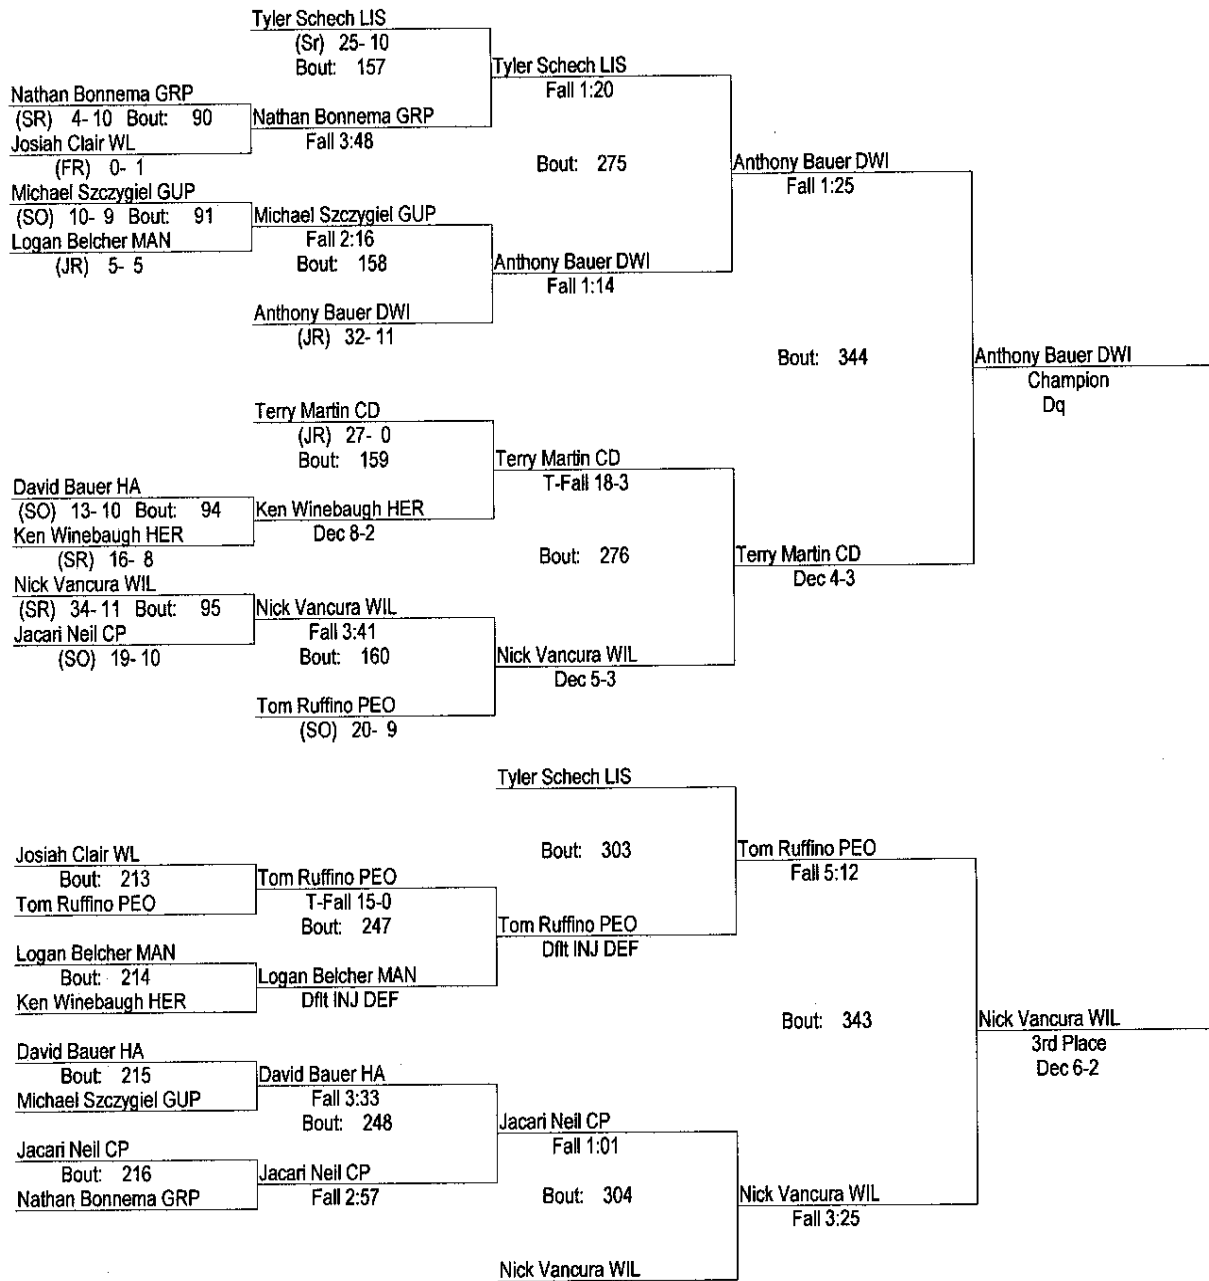 Tyler Schech LIS
(Sr) 25- 10
Bout: 157
Tyler Schech LIS
Fall 1:20
Nathan Bonnema GRP
(SR) 4- 10 Bout: 90
Nathan Bonnema GRP
Fall 3:48
Josiah Clair WL
(FR) 0- 1
Bout: 275
Anthony Bauer DWI
Fall 1:25
Michael Szczygiel GUP
(SO) 10- 9 Bout: 91
Michael Szczygiel GUP
Fall 2:16
Bout: 158
Logan Belcher MAN
(JR) 5- 5
Anthony Bauer DWI
Fall 1:14
Anthony Bauer DWI
(JR) 32- 11
Bout: 344
Anthony Bauer DWI
Champion
Dq
Terry Martin CD
(JR) 27- 0
Bout: 159
Terry Martin CD
T-Fall 18-3
David Bauer HA
(SO) 13- 10 Bout: 94
Ken Winebaugh HER
Dec 8-2
Ken Winebaugh HER
(SR) 16- 8
Bout: 276
Terry Martin CD
Dec 4-3
Nick Vancura WIL
(SR) 34- 11 Bout: 95
Nick Vancura WIL
Fall 3:41
Bout: 160
Jacari Neil CP
(SO) 19- 10
Nick Vancura WIL
Dec 5-3
Tom Ruffino PEO
(SO) 20- 9
Tyler Schech LIS
Bout: 303
Tom Ruffino PEO
Fall 5:12
Josiah Clair WL
Bout: 213
Tom Ruffino PEO
Tom Ruffino PEO
T-Fall 15-0
Bout: 247
Tom Ruffino PEO
Dflt INJ DEF
Logan Belcher MAN
Bout: 214
Ken Winebaugh HER
Logan Belcher MAN
Dflt INJ DEF
Bout: 343
Nick Vancura WIL
3rd Place
Dec 6-2
David Bauer HA
Bout: 215
Michael Szczygiel GUP
David Bauer HA
Fall 3:33
Bout: 248
Jacari Neil CP
Fall 1:01
Jacari Neil CP
Bout: 216
Nathan Bonnema GRP
Jacari Neil CP
Fall 2:57
Bout: 304
Nick Vancura WIL
Fall 3:25
Nick Vancura WIL